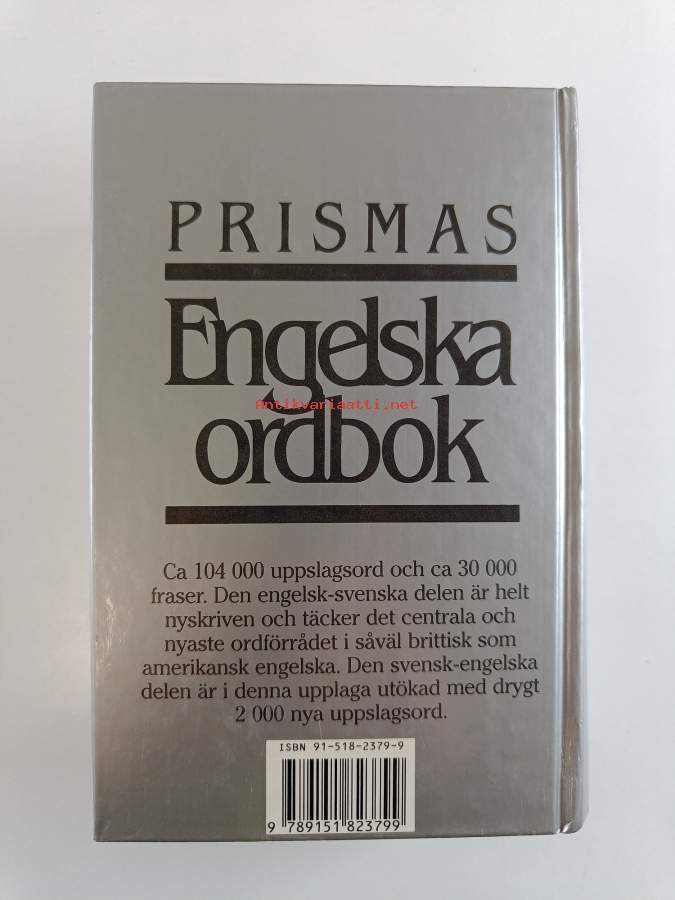 PRISMAS
Engelska
Antikvariaatti.net
ordbok
Ca 104 000 uppslagsord och ca 30 000
fraser. Den engelsk-svenska delen är helt
nyskriven och täcker det centrala och
nyaste ordförrådet i såväl brittisk som
amerikansk engelska. Den svensk-engelska
delen är i denna upplaga utökad med drygt
2 000 nya uppslagsord.
ISBN 91-518-2379-9
9 789151 823799